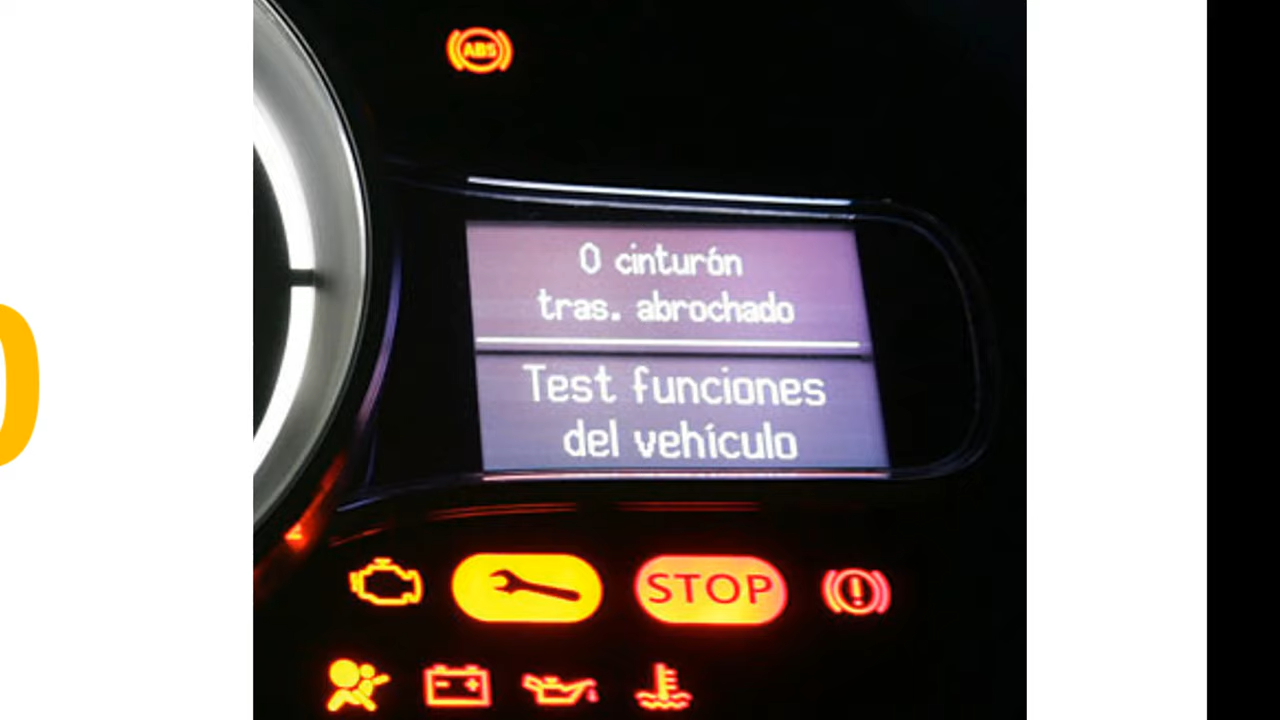 ABS
0 cinturón
tras. abrochado
Test funciones
del vehículo
STOP